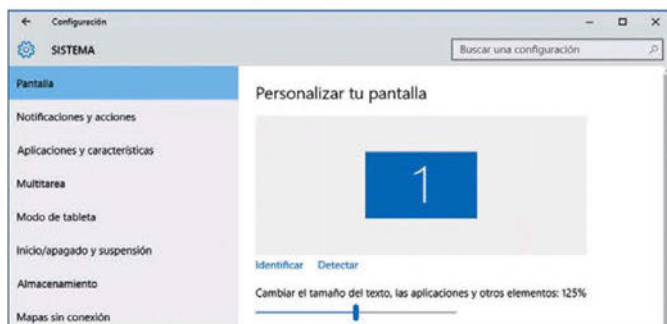 Configuración
SISTEMA
Buscar una configuración
Pantalla
Notificaciones y acciones
Aplicaciones y características
Multitarea
Modo de tableta
Inicio/apagado y suspensión
Almacenamiento
Mapas sin conexión
Personalizar tu pantalla
1
Identificar Detectar
Cambiar el tamaño del texto, las aplicaciones y otros elementos: 125%